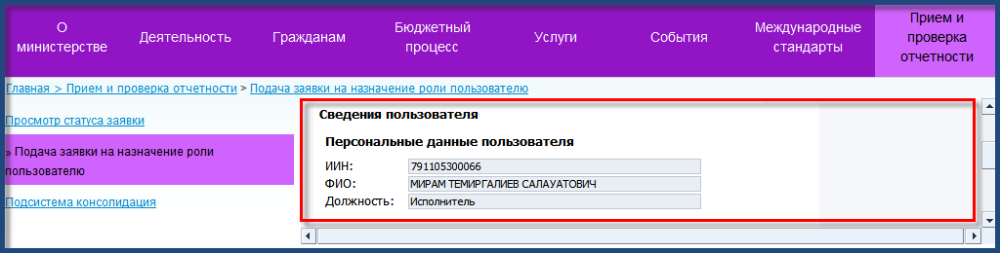 О
министерстве
Деятельность
Гражданам
Бюджетный
процесс
Услуги
События
Международные
стандарты
Прием и
проверка
отчетности
Главная > Прием и проверка отчетности > Подача заявки на назначение роли пользователю
Просмотр статуса заявки
» Подача заявки на назначение роли
пользователю
Подсистема консолидация
Сведения пользователя
Персональные данные пользователя
ИИН: 791105300066
ФИО: МИРАМ ТЕМИРГАЛИЕВ САЛАУАТОВИЧ
Должность: Исполнитель